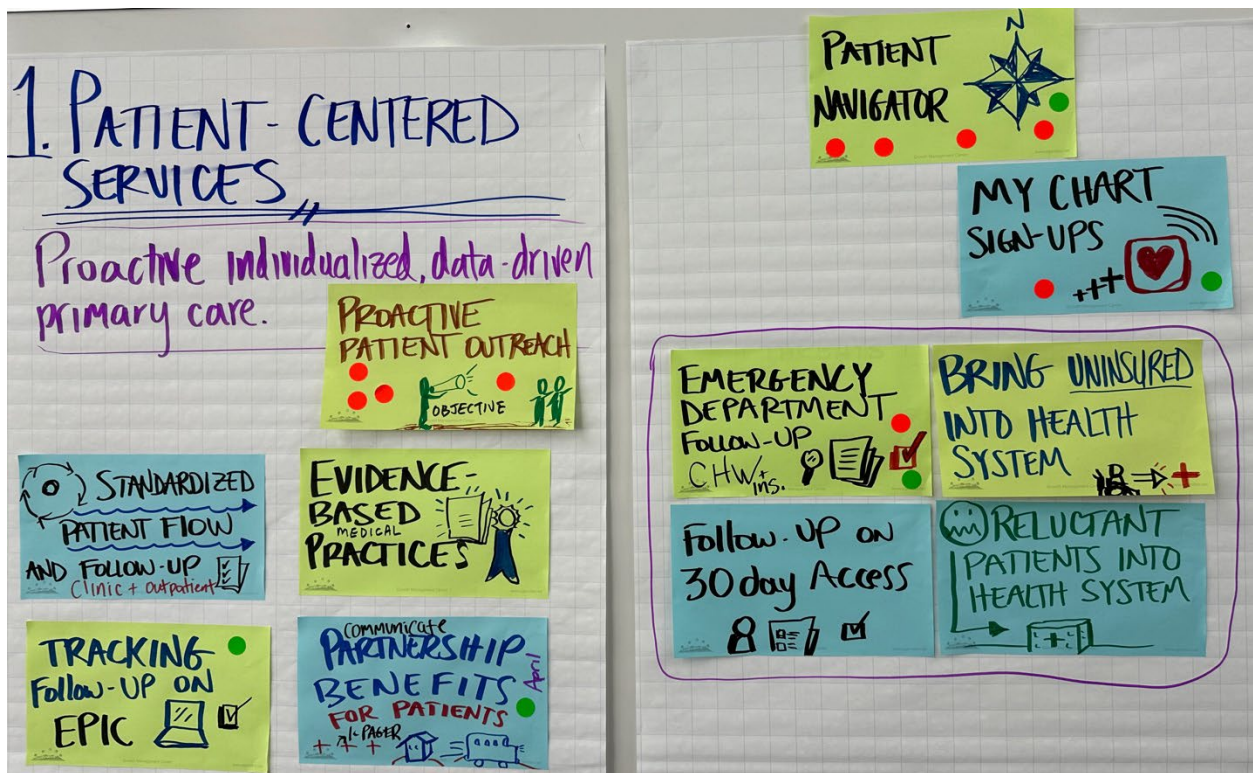 1. PATIENT-CENTERED
SERVICES
Proactive individualized, data-driven
primary care.
PROACTIVE
PATIENT OUTREACH
OBJECTIVE
STANDARDIZED
PATIENT FLOW
AND FOLLOW-UP
Clinic + Outpatient
EVIDENCE-
BASED
MEDICAL
PRACTICES
TRACKING
FOLLOW-UP ON
EPIC
communicate
PARTNERSHIP
BENEFITS
April
FOR PATIENTS
1-PAGER
PATIENT
NAVIGATOR
N
MY CHART
SIGN-UPS
EMERGENCY
DEPARTMENT
FOLLOW-UP
CHW + ins.
BRING UNINSURED
INTO HEALTH
SYSTEM
Follow-UP ON
30 day Access
RELUCTANT
PATIENTS INTO
HEALTH SYSTEM